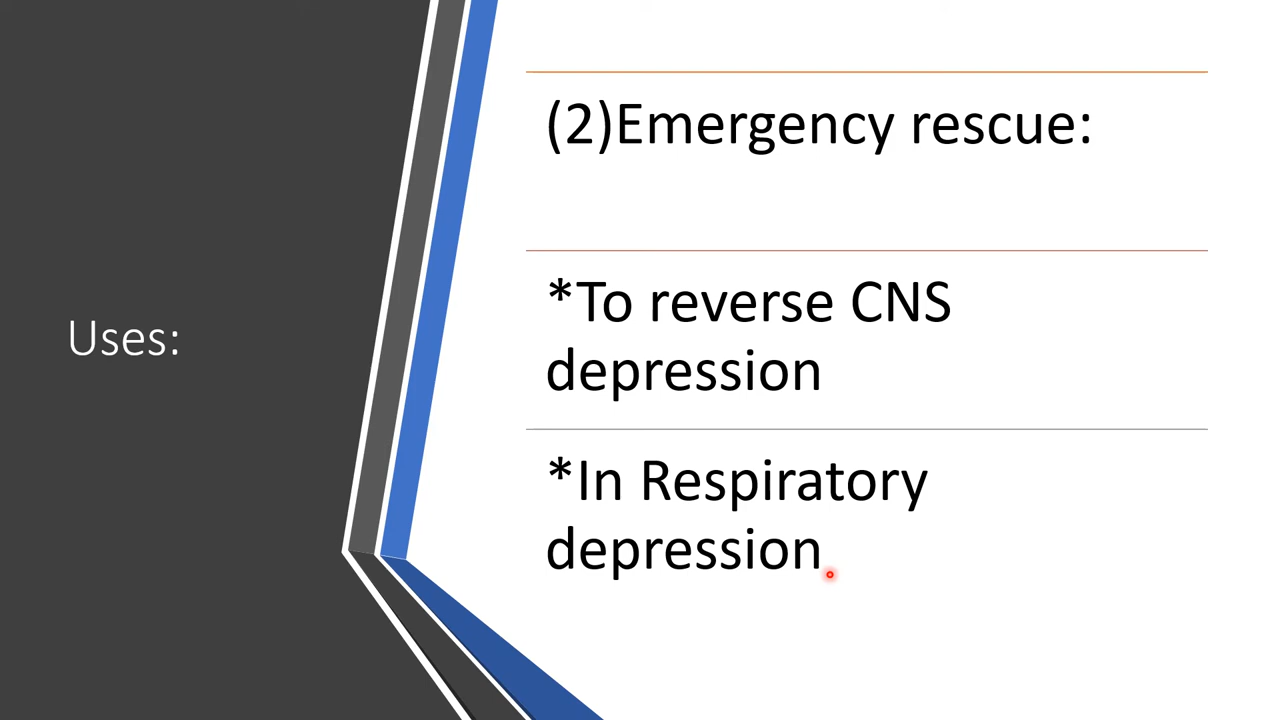 Uses:
(2)Emergency rescue:
*To reverse CNS
depression
*In Respiratory
depression